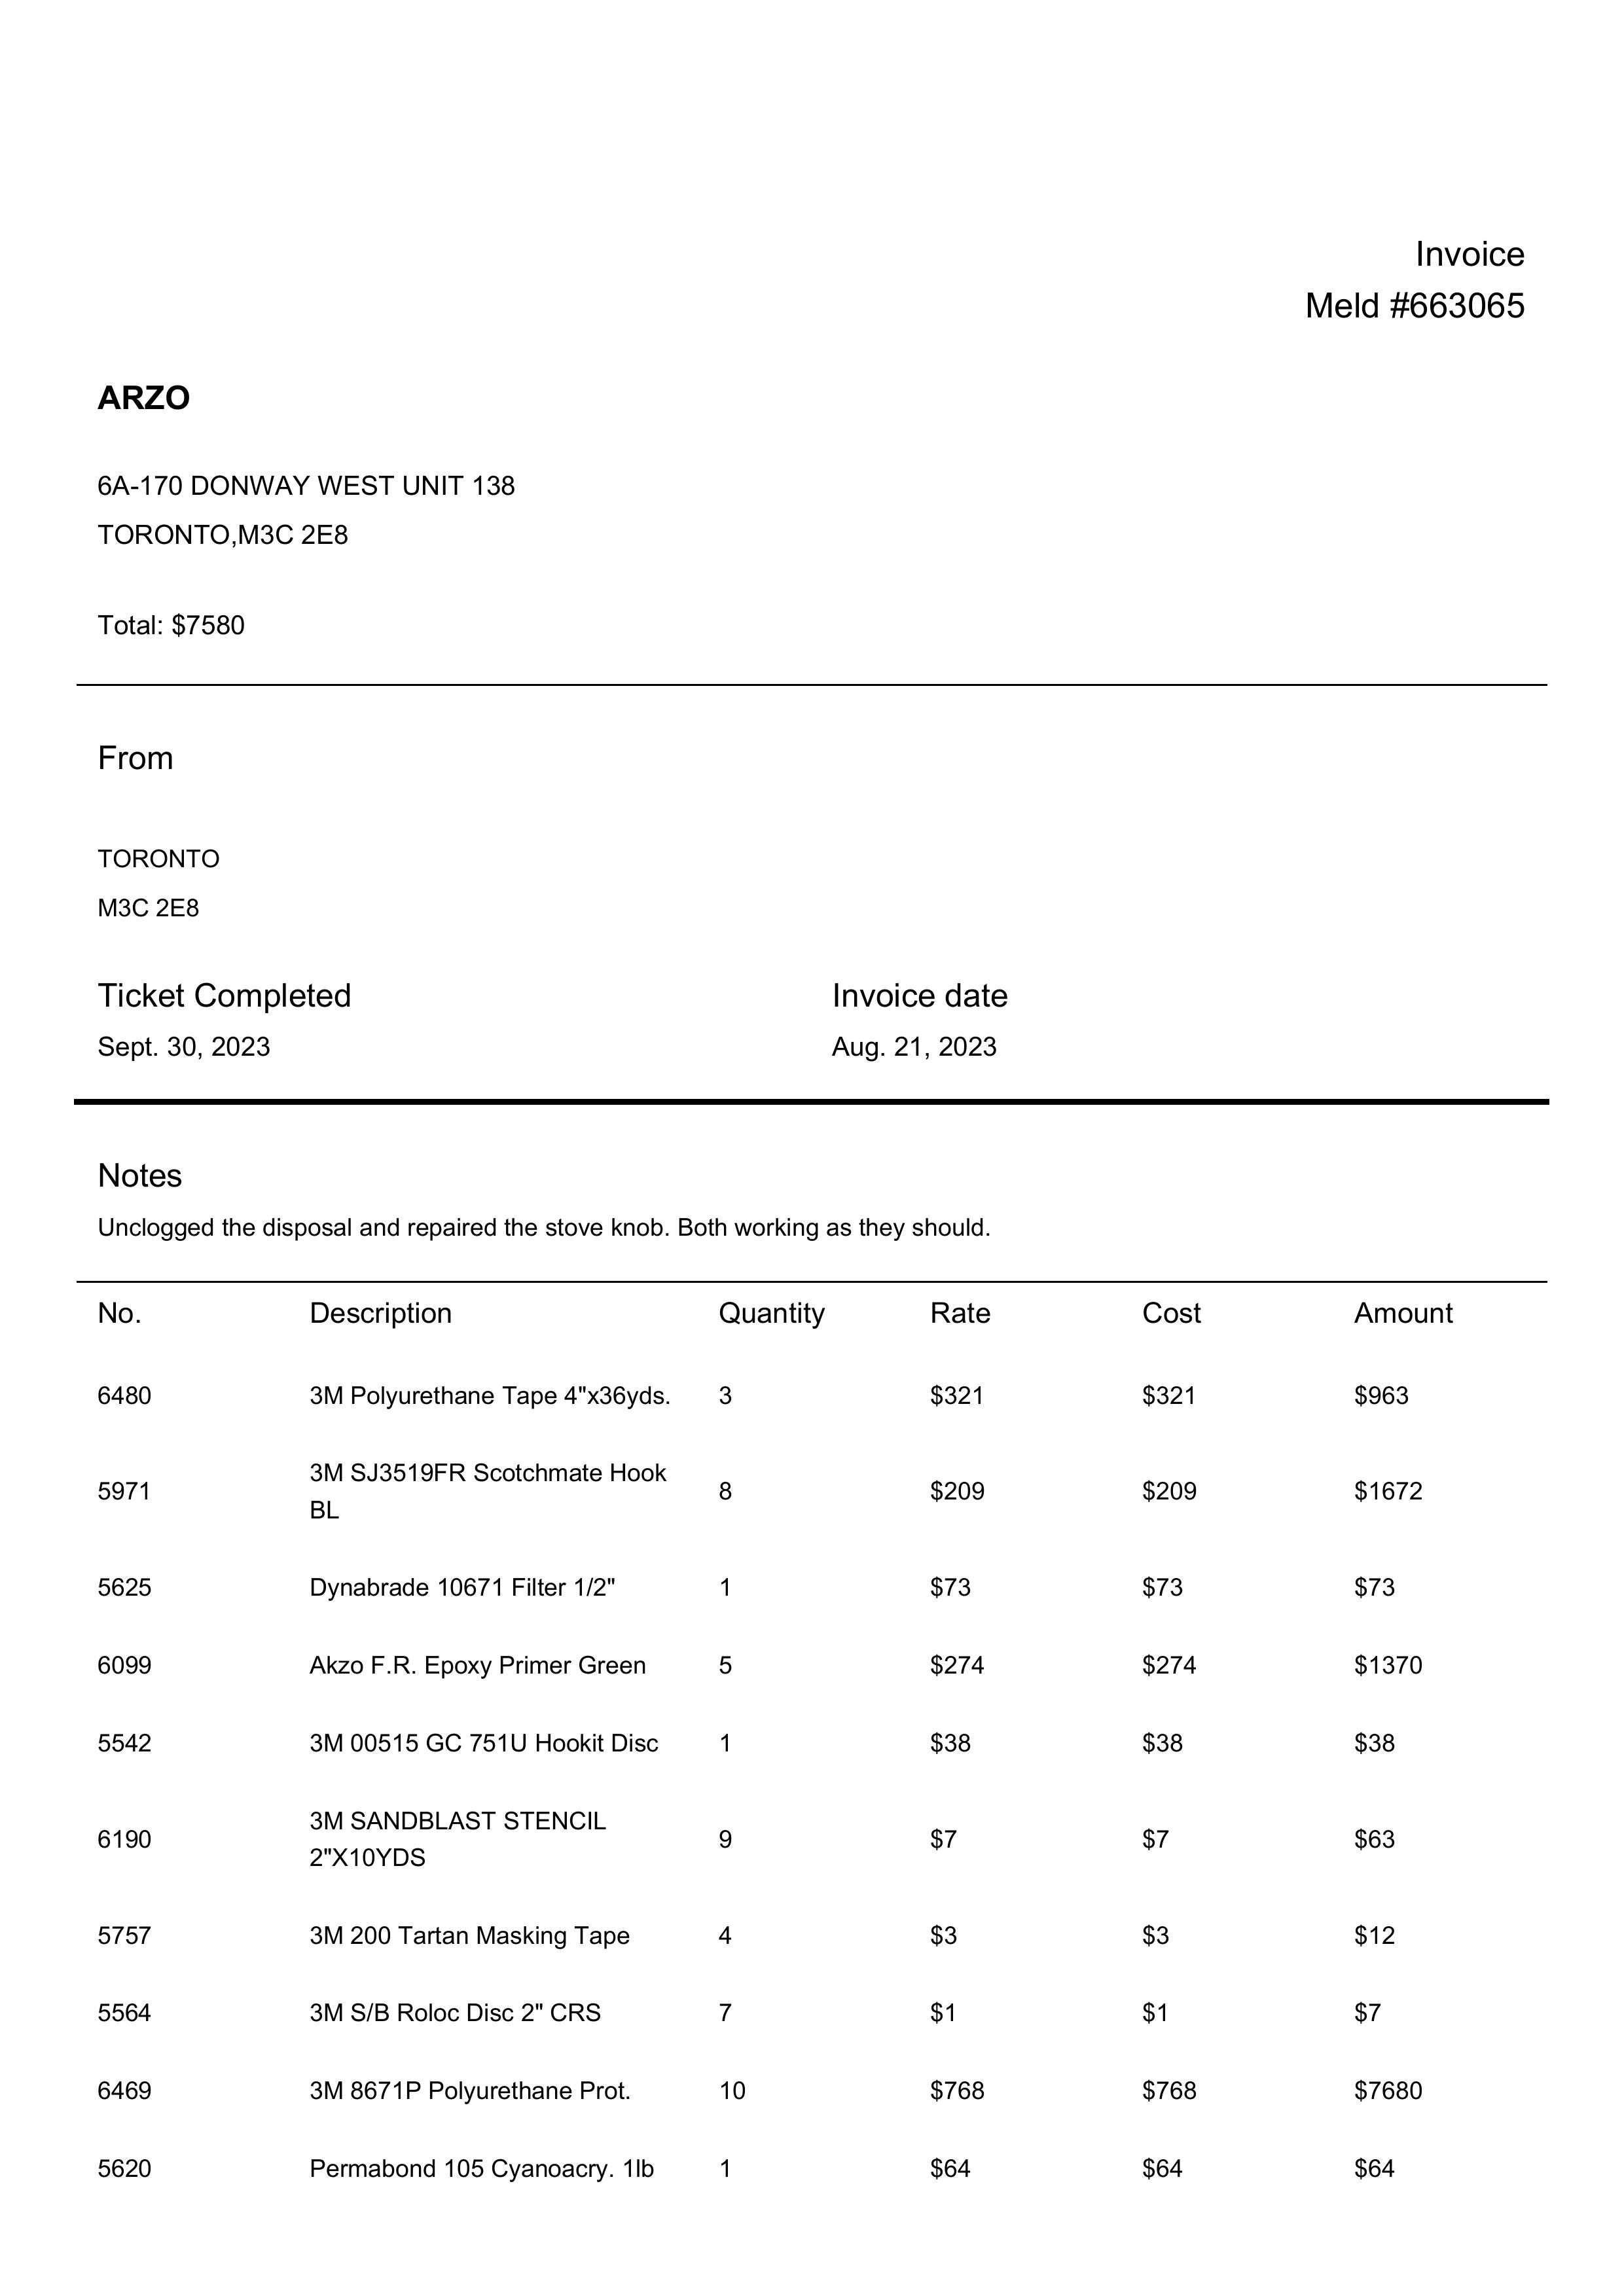 Invoice
Meld #663065
ARZO
6A-170 DONWAY WEST UNIT 138
TORONTO,M3C 2E8
Total: $7580
From
TORONTO
M3C 2E8
Ticket Completed Invoice date
Sept. 30, 2023 Aug. 21, 2023
Notes
Unclogged the disposal and repaired the stove knob. Both working as they should.
No. Description Quantity Rate Cost Amount
6480 3M Polyurethane Tape 4"x36yds. 3 $321 $321 $963
5971 3M SJ3519FR Scotchmate Hook 8 $209 $209 $1672
BL
5625 Dynabrade 10671 Filter 1/2" 1 $73 $73 $73
6099 Akzo F.R. Epoxy Primer Green 5 $274 $274 $1370
5542 3M 00515 GC 751U Hookit Disc 1 $38 $38 $38
6190 3M SANDBLAST STENCIL 9 $7 $7 $63
2"X10YDS
5757 3M 200 Tartan Masking Tape 4 $3 $3 $12
5564 3M S/B Roloc Disc 2" CRS 7 $1 $1 $7
6469 3M 8671P Polyurethane Prot. 10 $768 $768 $7680
5620 Permabond 105 Cyanoacry. 1lb 1 $64 $64 $64